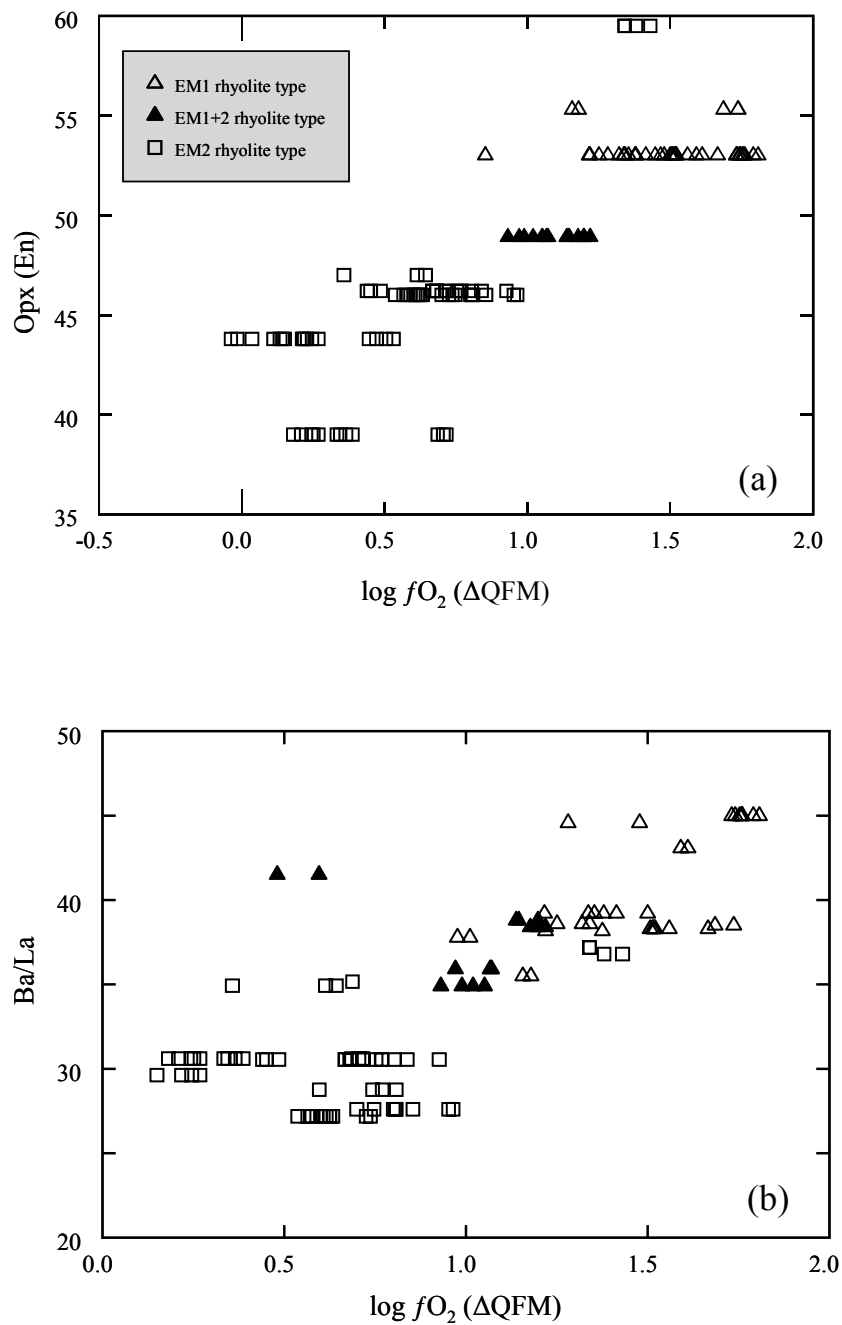 60
55
50
45
40
35
Opx (En)
EM1 rhyolite type
EM1+2 rhyolite type
EM2 rhyolite type
(a)
-0.5 0.0 0.5 1.0 1.5 2.0
log fO₂ (ΔQFM)
50
40
30
20
Ba/La
(b)
0.0 0.5 1.0 1.5 2.0
log fO₂ (ΔQFM)